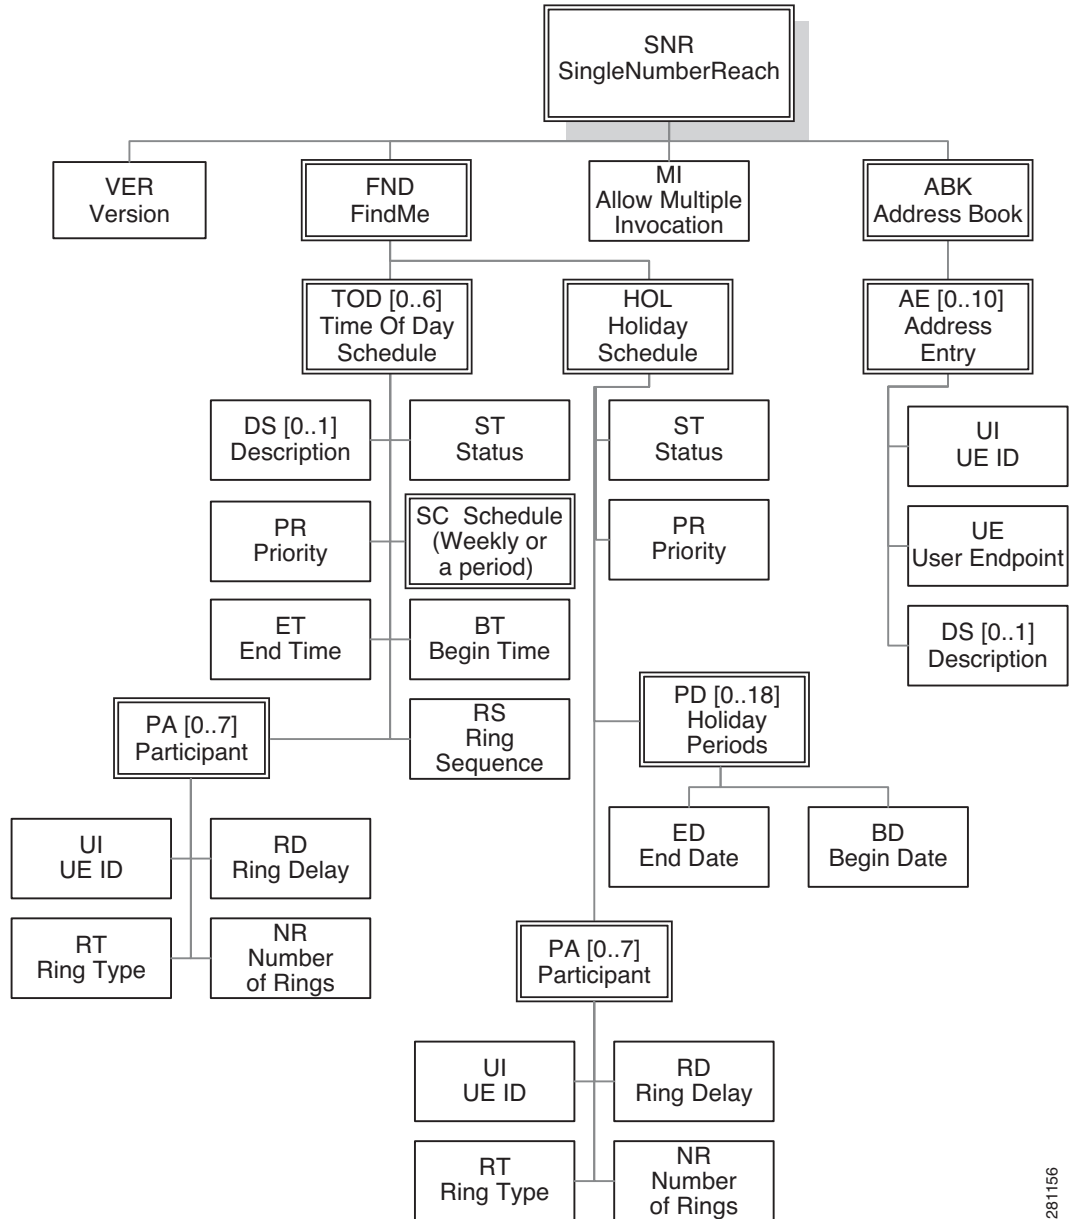 SNR
SingleNumberReach
VER
Version
FND
FindMe
MI
Allow Multiple
Invocation
ABK
Address Book
TOD [0..6]
Time Of Day
Schedule
HOL
Holiday
Schedule
AE [0..10]
Address
Entry
DS [0..1]
Description
ST
Status
ST
Status
UI
UE ID
PR
Priority
SC Schedule
(Weekly or
a period)
PR
Priority
UE
User Endpoint
ET
End Time
BT
Begin Time
DS [0..1]
Description
PA [0..7]
Participant
RS
Ring
Sequence
PD [0..18]
Holiday
Periods
UI
UE ID
RD
Ring Delay
ED
End Date
BD
Begin Date
RT
Ring Type
NR
Number
of Rings
PA [0..7]
Participant
UI
UE ID
RD
Ring Delay
RT
Ring Type
NR
Number
of Rings
281156